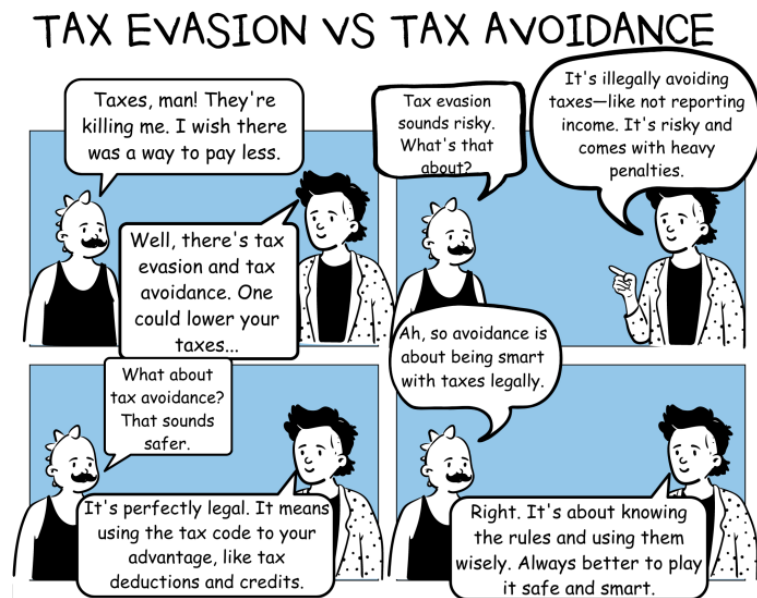 TAX EVASION VS TAX AVOIDANCE
Taxes, man! They're
killing me. I wish there
was a way to pay less.
Well, there's tax
evasion and tax
avoidance. One
could lower your
taxes...
Tax evasion
sounds risky.
What's that
about?
It's illegally avoiding
taxes—like not reporting
income. It's risky and
comes with heavy
penalties.
What about
tax avoidance?
That sounds
safer.
It's perfectly legal. It means
using the tax code to your
advantage, like tax
deductions and credits.
Ah, so avoidance is
about being smart
with taxes legally.
Right. It's about knowing
the rules and using them
wisely. Always better to play
it safe and smart.